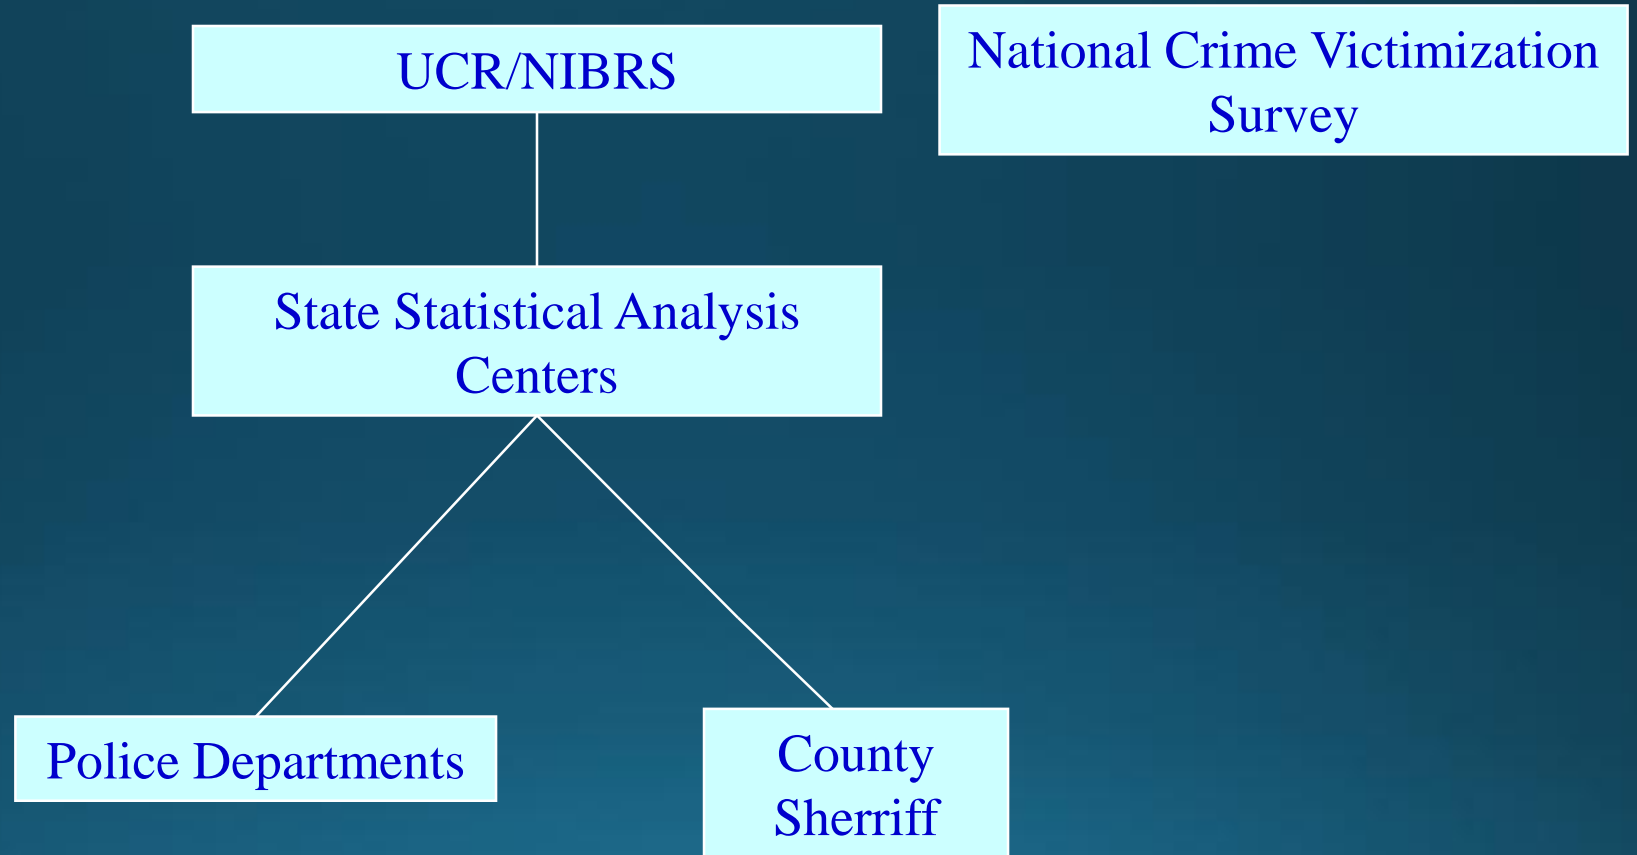 UCR/NIBRS
National Crime Victimization
Survey
State Statistical Analysis
Centers
Police Departments
County
Sherriff